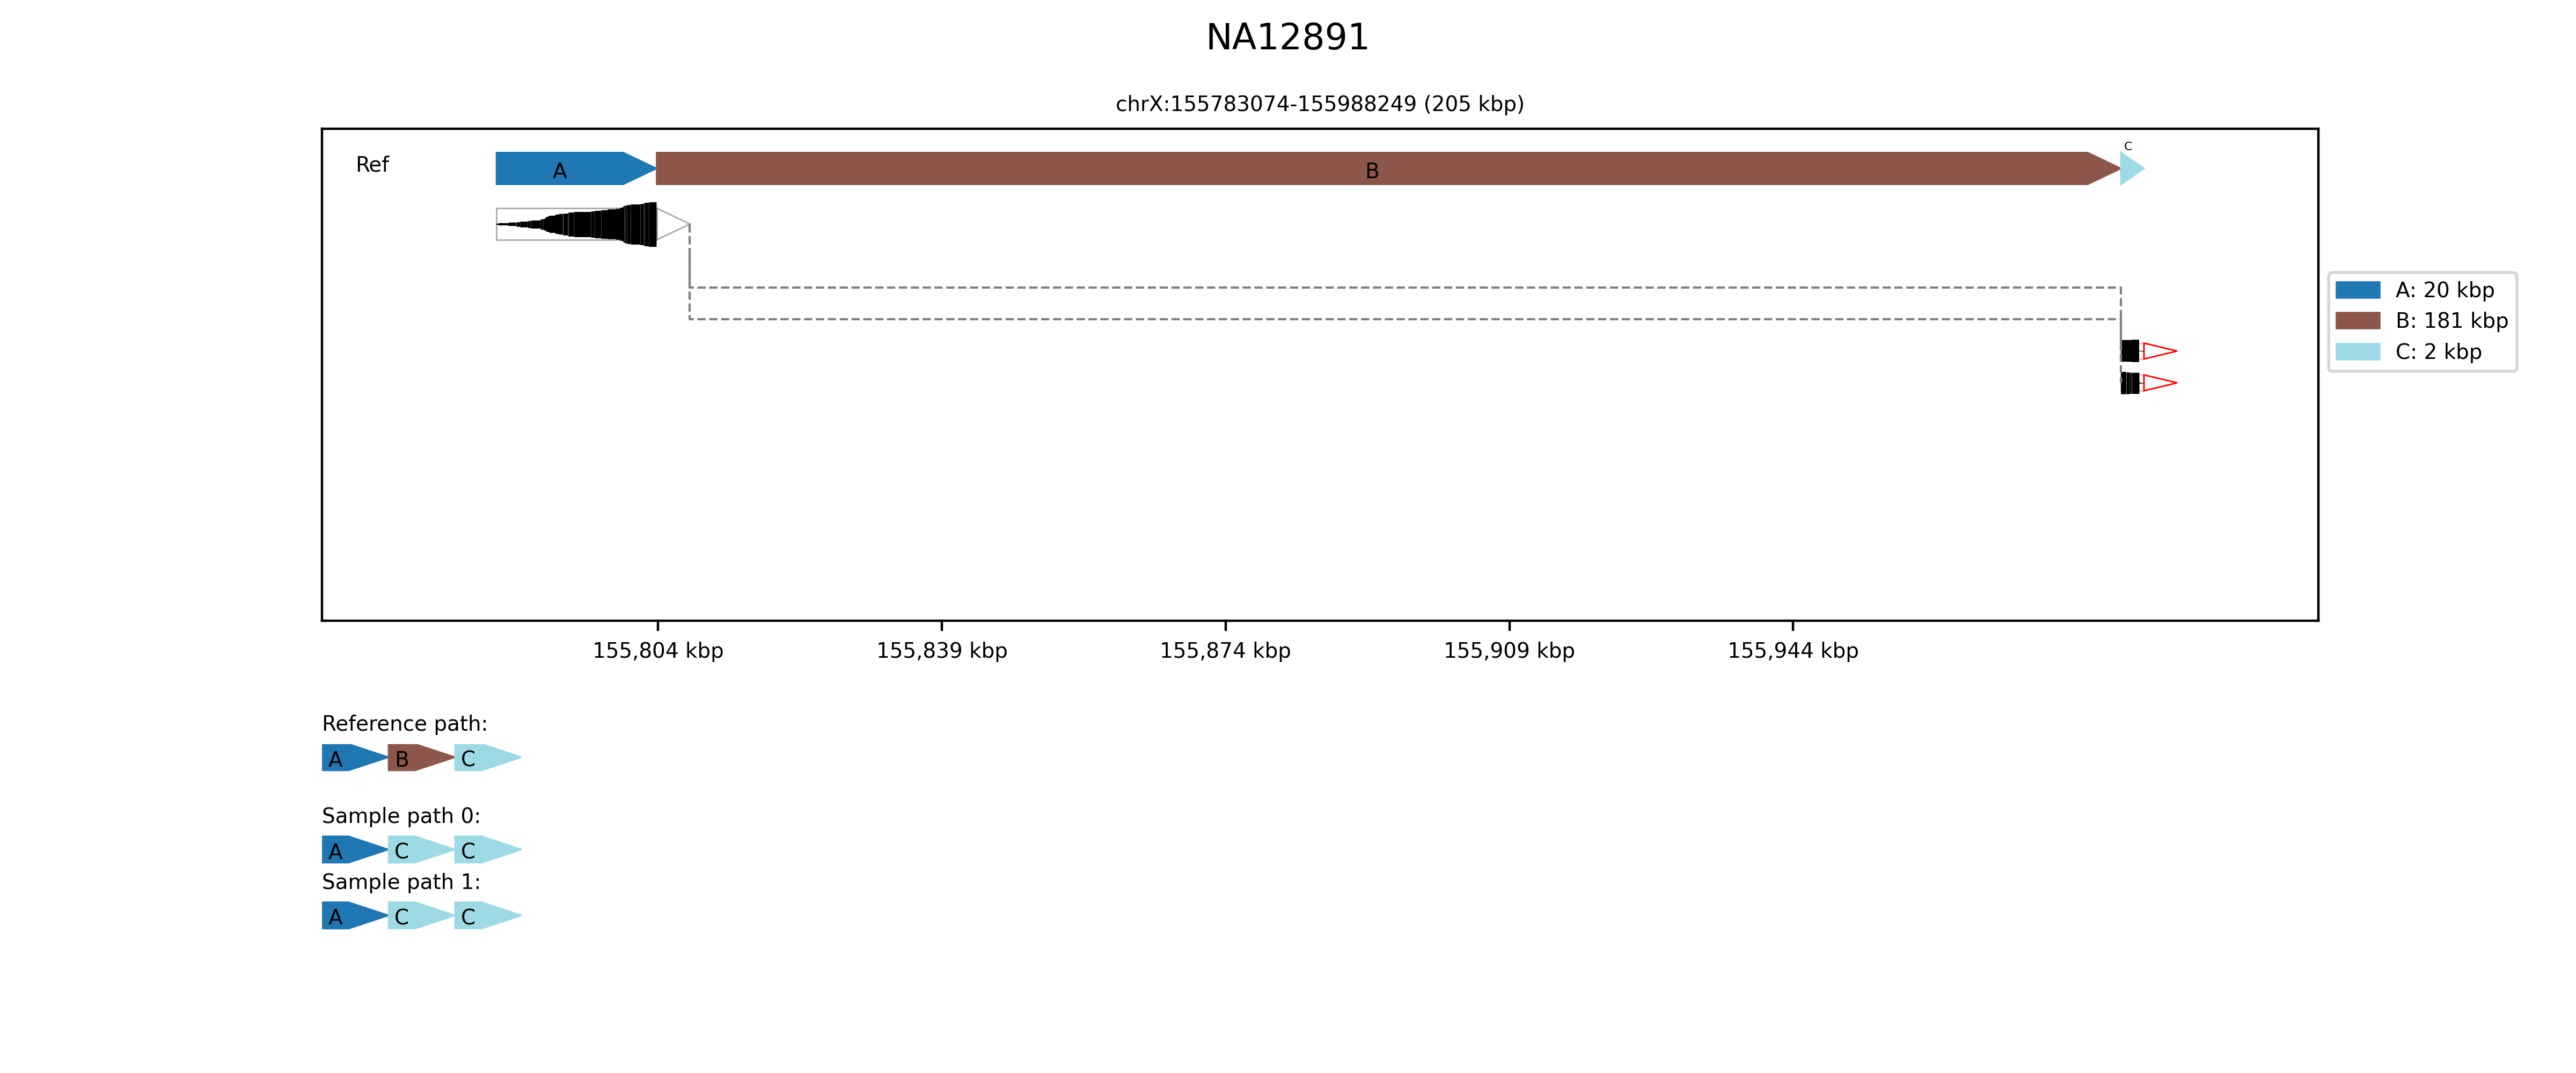 NA12891
chrX:155783074-155988249 (205 kbp)
Ref
A
B
C
A: 20 kbp
B: 181 kbp
C: 2 kbp
155,804 kbp
155,839 kbp
155,874 kbp
155,909 kbp
155,944 kbp
Reference path:
A B C
Sample path 0:
A C C
Sample path 1:
A C C